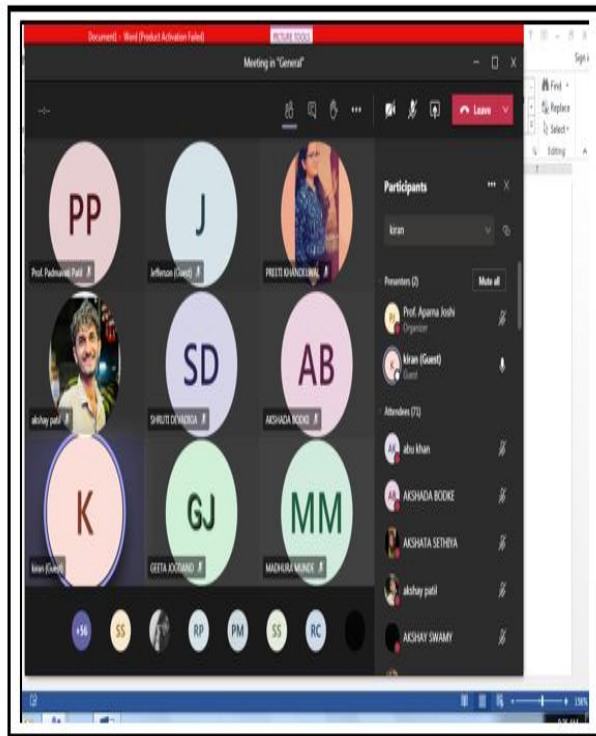 Document1 - Word (Product Activation Failed)
PICTURE TOOLS
Meeting in "General"
Sign i
Find
Replace
Select
Editing
Leave
PP
Prof. Padmavati Patil
J
Jefferson (Guest)
PREETI KHANDELWAL
akshay patil
SD
SHRUTI DEVADIGA
AB
AKSHADA BODKE
K
kiran (Guest)
GJ
GEETA JOGDAND
MM
MADHURA MUNDE
+56
SS
RP
PM
SS
RC
Participants
kiran
Presenters (2)
Mute all
Prof. Aparna Joshi
Organizer
K
kiran (Guest)
Guest
Attendees (71)
AK
abu khan
AB
AKSHADA BODKE
AKSHATA SETHIYA
akshay patil
AKSHAY SWAMY